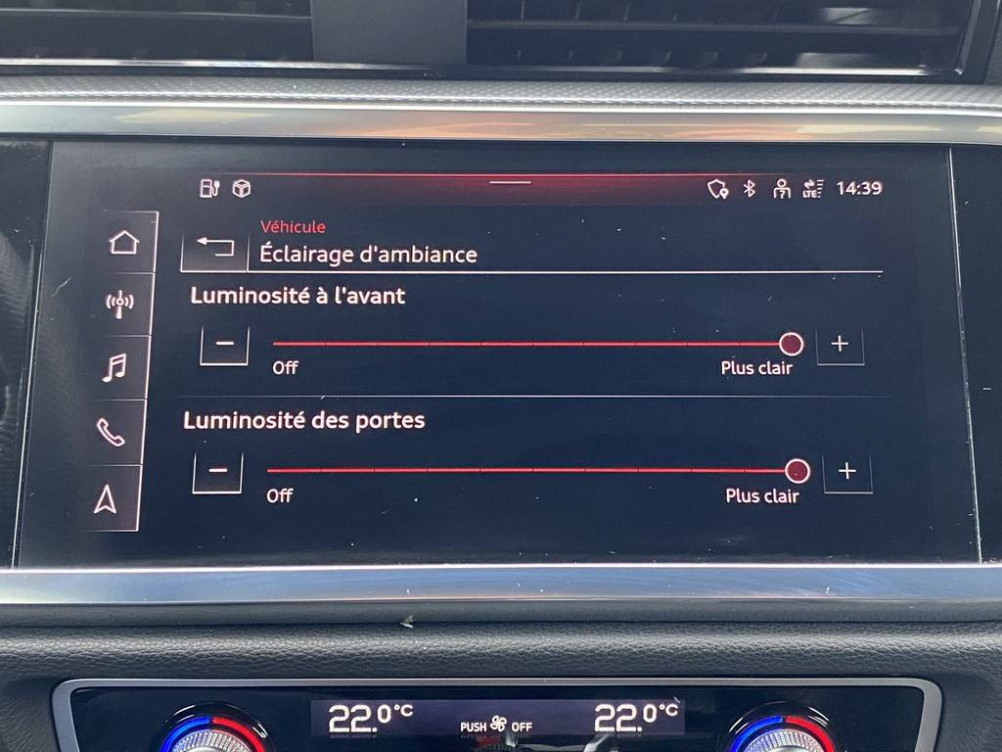 LTE
14:39
Véhicule
Éclairage d'ambiance
Luminosité à l'avant
− +
Off Plus clair
Luminosité des portes
− +
Off Plus clair
22.0°C PUSH OFF 22.0°C